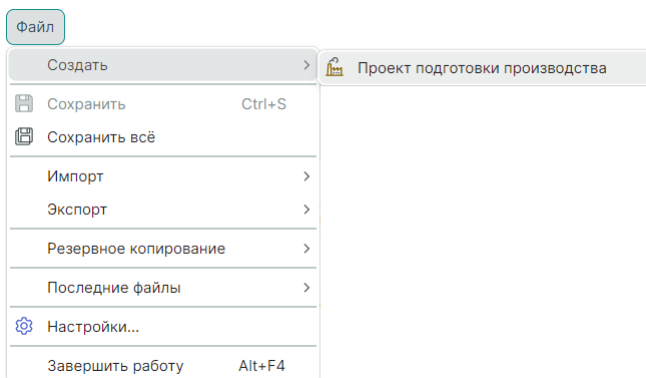 Файл
Создать
Проект подготовки производства
Сохранить Ctrl+S
Сохранить всё
Импорт
Экспорт
Резервное копирование
Последние файлы
Настройки...
Завершить работу Alt+F4